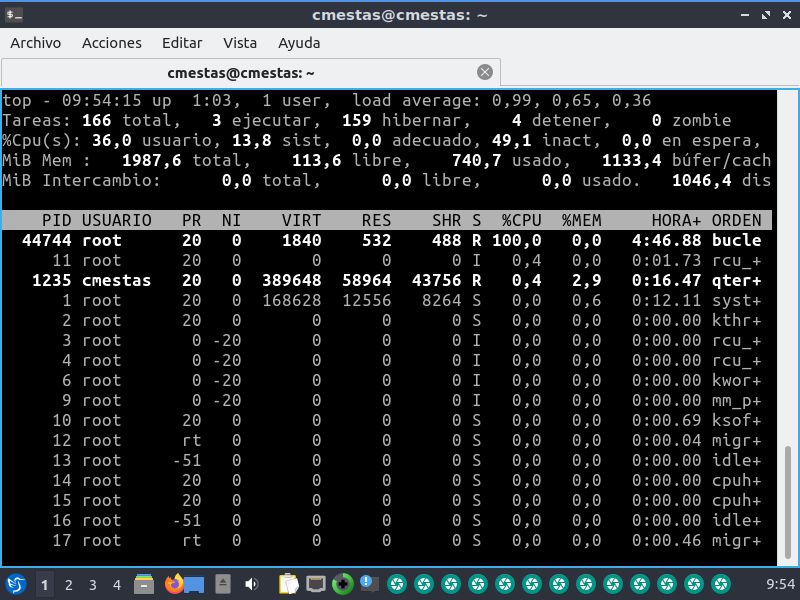 cmestas@cmestas: ~
Archivo Acciones Editar Vista Ayuda
cmestas@cmestas: ~
top - 09:54:15 up  1:03,  1 user,  load average: 0,99, 0,65, 0,36
Tareas: 166 total,   3 ejecutar,  159 hibernar,    4 detener,    0 zombie
%Cpu(s): 36,0 usuario, 13,8 sist,  0,0 adecuado, 49,1 inact,  0,0 en espera,
MiB Mem :   1987,6 total,    113,6 libre,    740,7 usado,   1133,4 búfer/cach
MiB Intercambio:      0,0 total,      0,0 libre,      0,0 usado.   1046,4 dis
PID USUARIO   PR  NI    VIRT    RES    SHR S  %CPU  %MEM     HORA+ ORDEN
44744 root      20   0    1840    532    488 R 100,0   0,0   4:46.88 bucle
11 root      20   0       0      0      0 I   0,4   0,0   0:01.73 rcu_+
1235 cmestas   20   0  389648  58964  43756 R   0,4   2,9   0:16.47 qter+
1 root      20   0  168628  12556   8264 S   0,0   0,6   0:12.11 syst+
2 root      20   0       0      0      0 S   0,0   0,0   0:00.00 kthr+
3 root       0 -20       0      0      0 I   0,0   0,0   0:00.00 rcu_+
4 root       0 -20       0      0      0 I   0,0   0,0   0:00.00 rcu_+
6 root       0 -20       0      0      0 I   0,0   0,0   0:00.00 kwor+
9 root       0 -20       0      0      0 I   0,0   0,0   0:00.00 mm_p+
10 root      20   0       0      0      0 S   0,0   0,0   0:00.69 ksof+
12 root      rt   0       0      0      0 S   0,0   0,0   0:00.04 migr+
13 root     -51   0       0      0      0 S   0,0   0,0   0:00.00 idle+
14 root      20   0       0      0      0 S   0,0   0,0   0:00.00 cpuh+
15 root      20   0       0      0      0 S   0,0   0,0   0:00.00 cpuh+
16 root     -51   0       0      0      0 S   0,0   0,0   0:00.00 idle+
17 root      rt   0       0      0      0 S   0,0   0,0   0:00.46 migr+
1 2 3 4 9:54